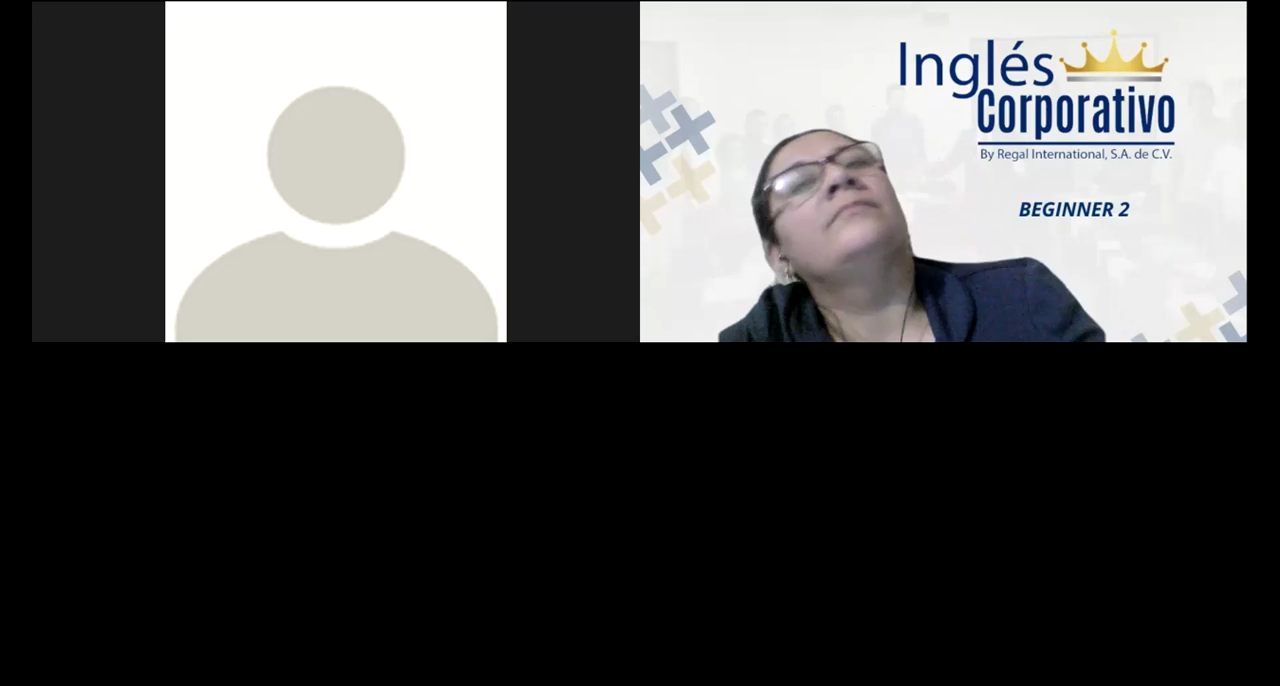 Inglés
Corporativo
By Regal International, S.A. de C.V.
BEGINNER 2